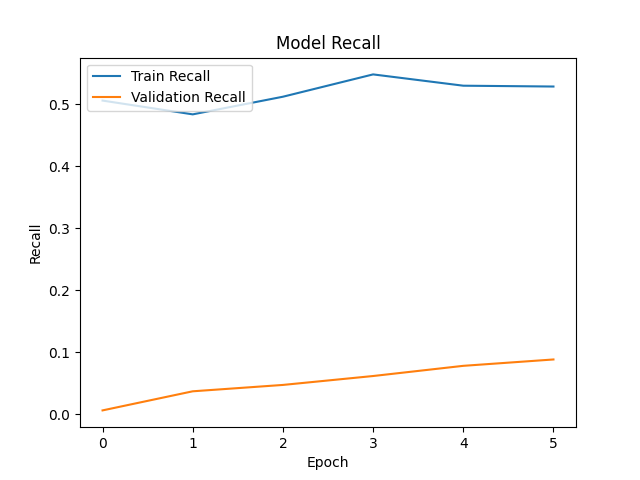 Model Recall
Train Recall
Validation Recall
0.5
0.4
0.3
0.2
0.1
0.0
Recall
0 1 2 3 4 5
Epoch